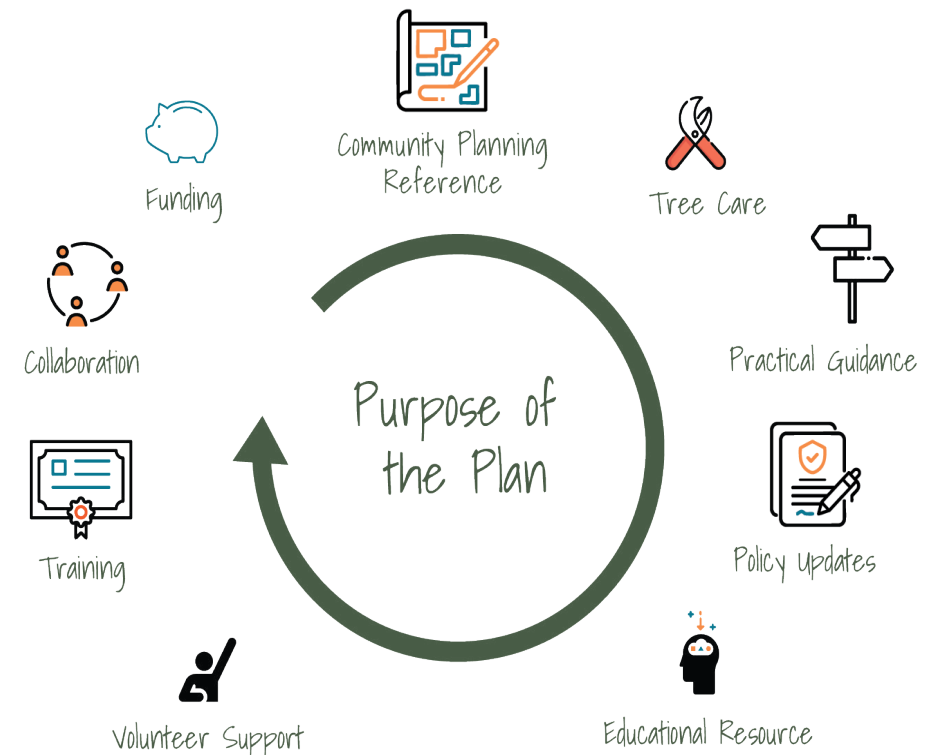 Community Planning
Reference
Funding
Tree Care
Collaboration
Practical Guidance
Purpose of
the Plan
Training
Policy Updates
Volunteer Support
Educational Resource